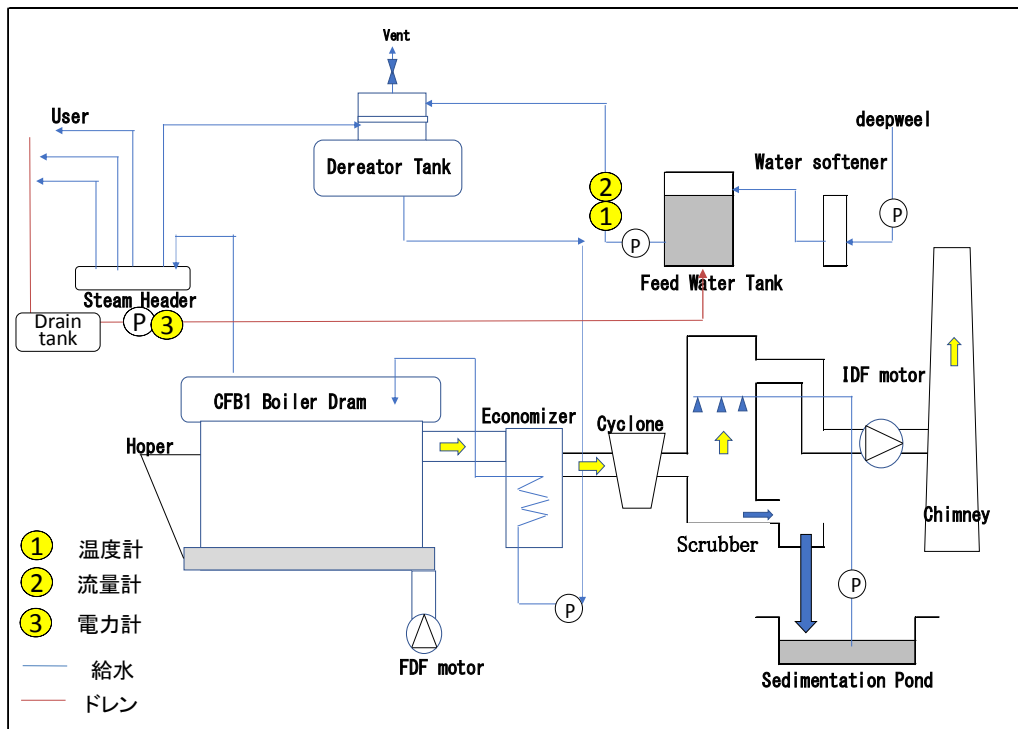 Vent
User
deepweel
Water softener
Dereator Tank
2
1
P
P
Feed Water Tank
Steam Header
Drain
tank
P
3
IDF motor
CFB1 Boiler Dram
Economizer
Cyclone
Hoper
Chimney
Scrubber
1 温度計
2 流量計
3 電力計
P
P
給水
ドレン
FDF motor
Sedimentation Pond